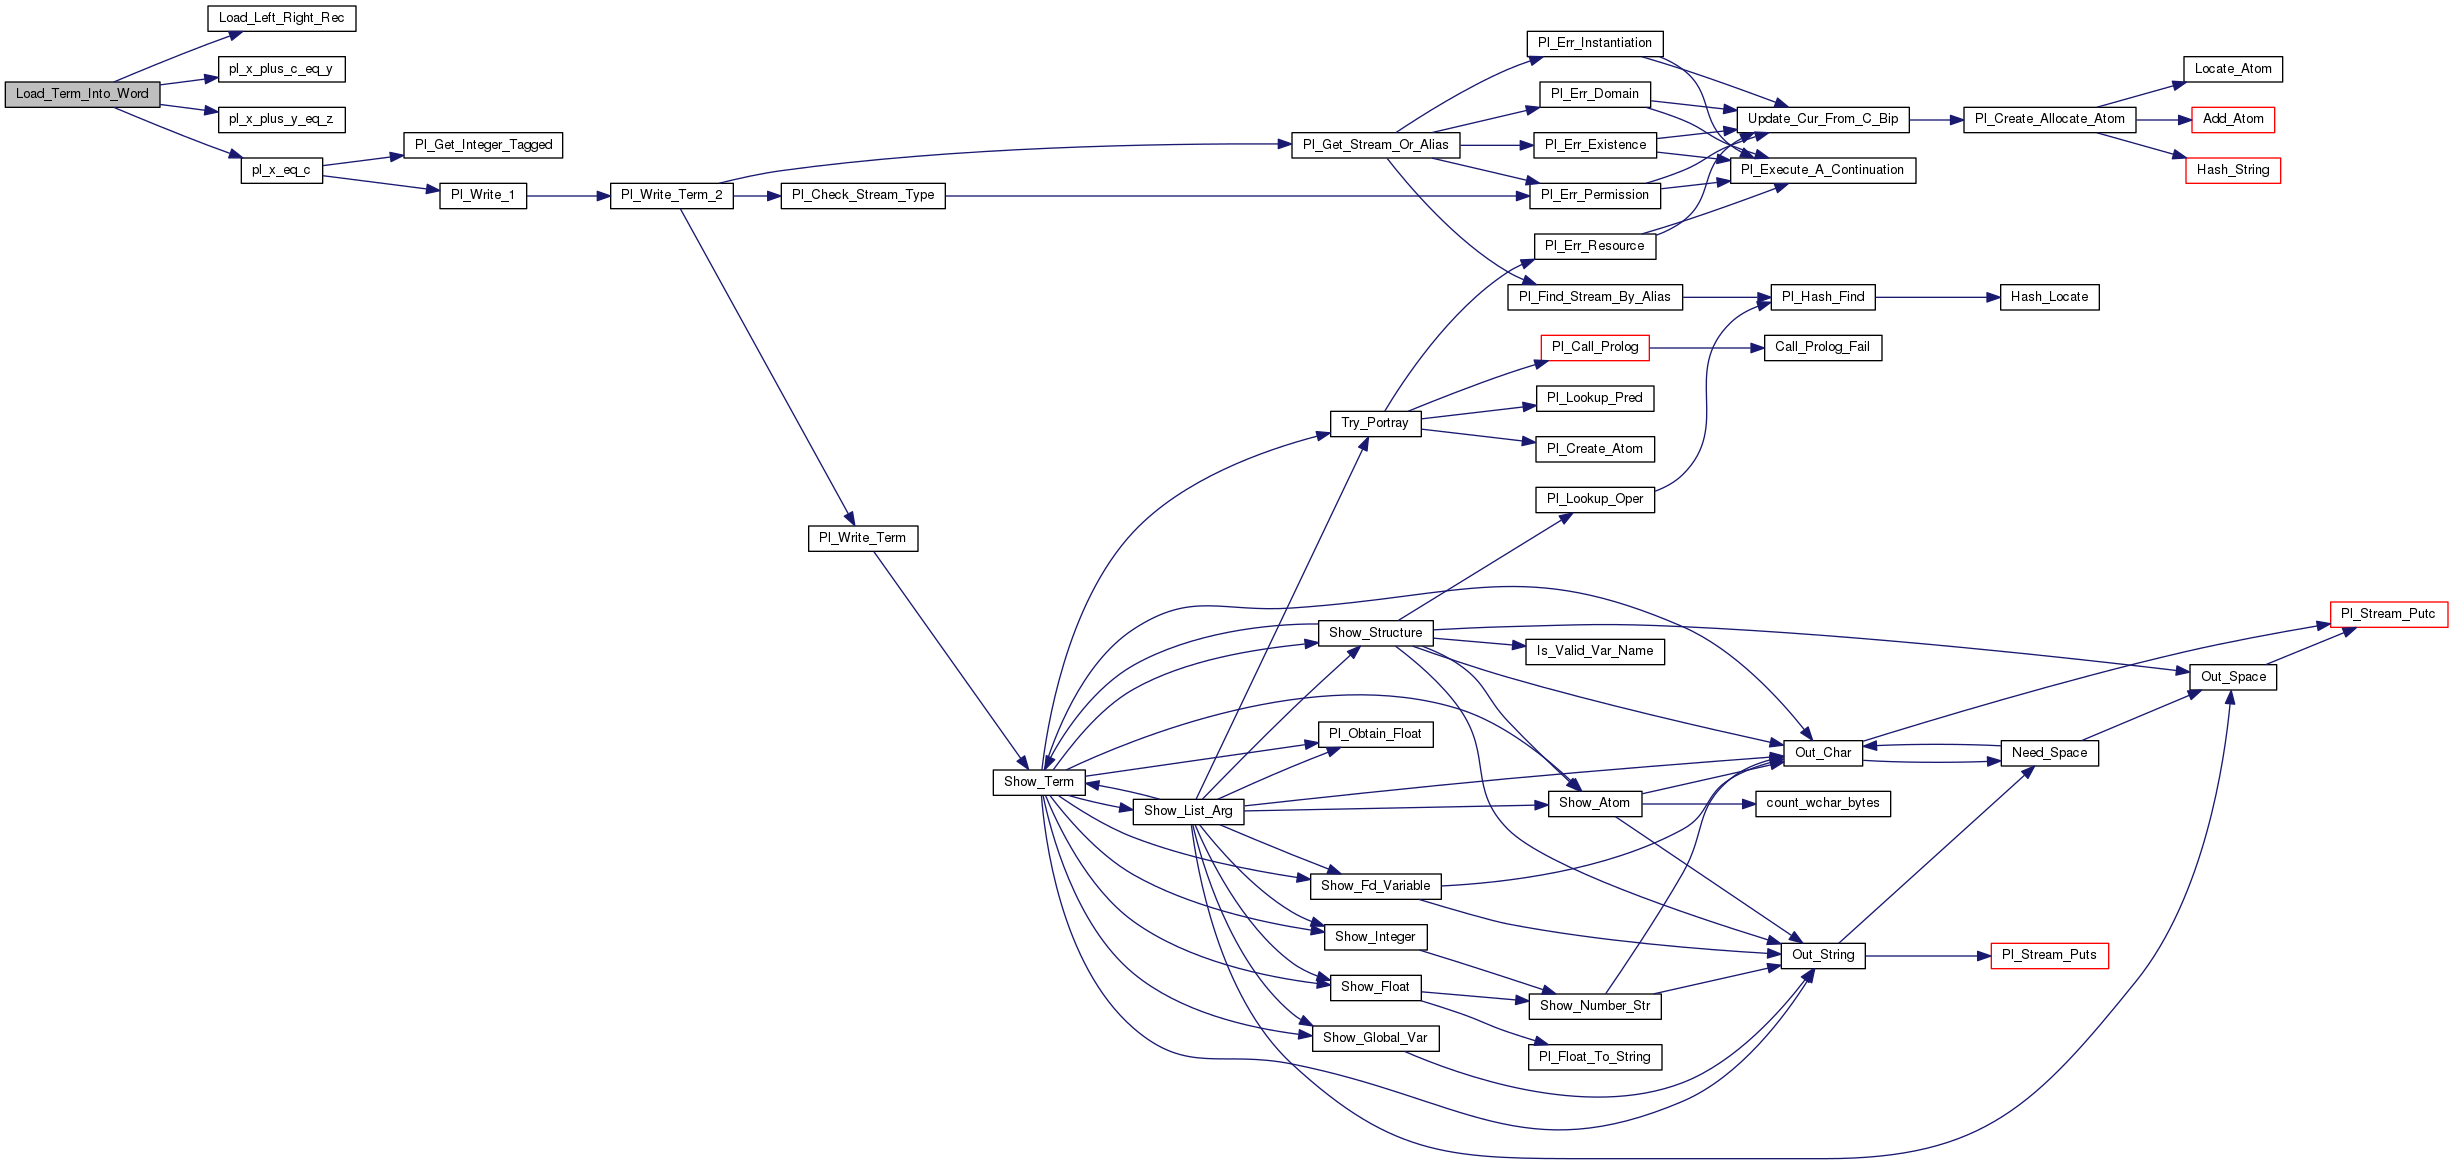 Load_Term_Into_Word
Load_Left_Right_Rec
pl_x_plus_c_eq_y
pl_x_plus_y_eq_z
pl_x_eq_c
Pl_Get_Integer_Tagged
Pl_Write_1
Pl_Write_Term_2
Pl_Check_Stream_Type
Pl_Write_Term
Show_Term
Show_List_Arg
Pl_Get_Stream_Or_Alias
Try_Portray
Show_Structure
Pl_Obtain_Float
Show_Fd_Variable
Show_Integer
Show_Float
Show_Global_Var
Pl_Err_Instantiation
Pl_Err_Domain
Pl_Err_Existence
Pl_Err_Permission
Pl_Err_Resource
Pl_Find_Stream_By_Alias
Pl_Call_Prolog
Pl_Lookup_Pred
Pl_Create_Atom
Pl_Lookup_Oper
Is_Valid_Var_Name
Show_Atom
Show_Number_Str
Pl_Float_To_String
Update_Cur_From_C_Bip
Pl_Execute_A_Continuation
Pl_Hash_Find
Call_Prolog_Fail
Out_Char
count_wchar_bytes
Out_String
Pl_Create_Allocate_Atom
Hash_Locate
Need_Space
Pl_Stream_Puts
Locate_Atom
Add_Atom
Hash_String
Out_Space
Pl_Stream_Putc